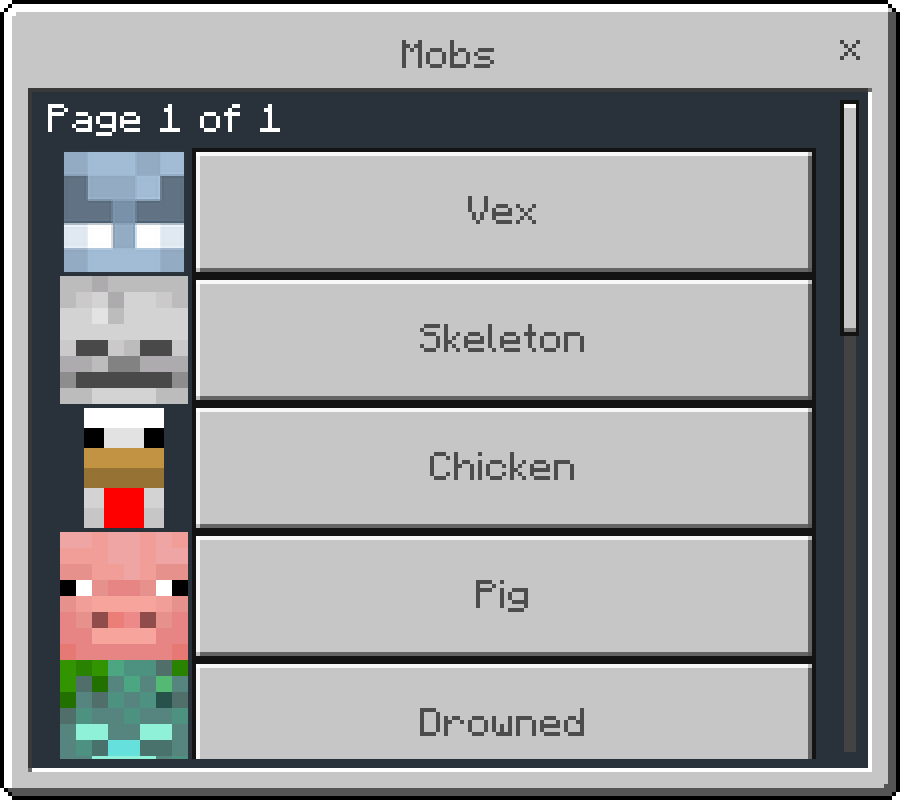 Mobs
x
Page 1 of 1
Vex
Skeleton
Chicken
Pig
Drowned